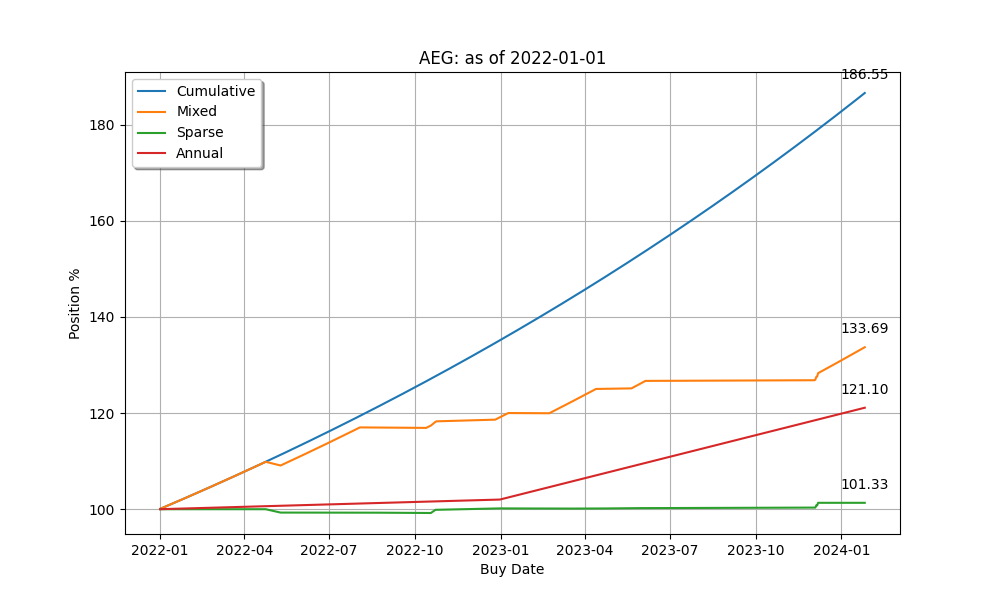 AEG: as of 2022-01-01
186.55
Cumulative
Mixed
Sparse
Annual
180
160
140
120
100
Position %
133.69
121.10
101.33
2022-01 2022-04 2022-07 2022-10 2023-01 2023-04 2023-07 2023-10 2024-01
Buy Date